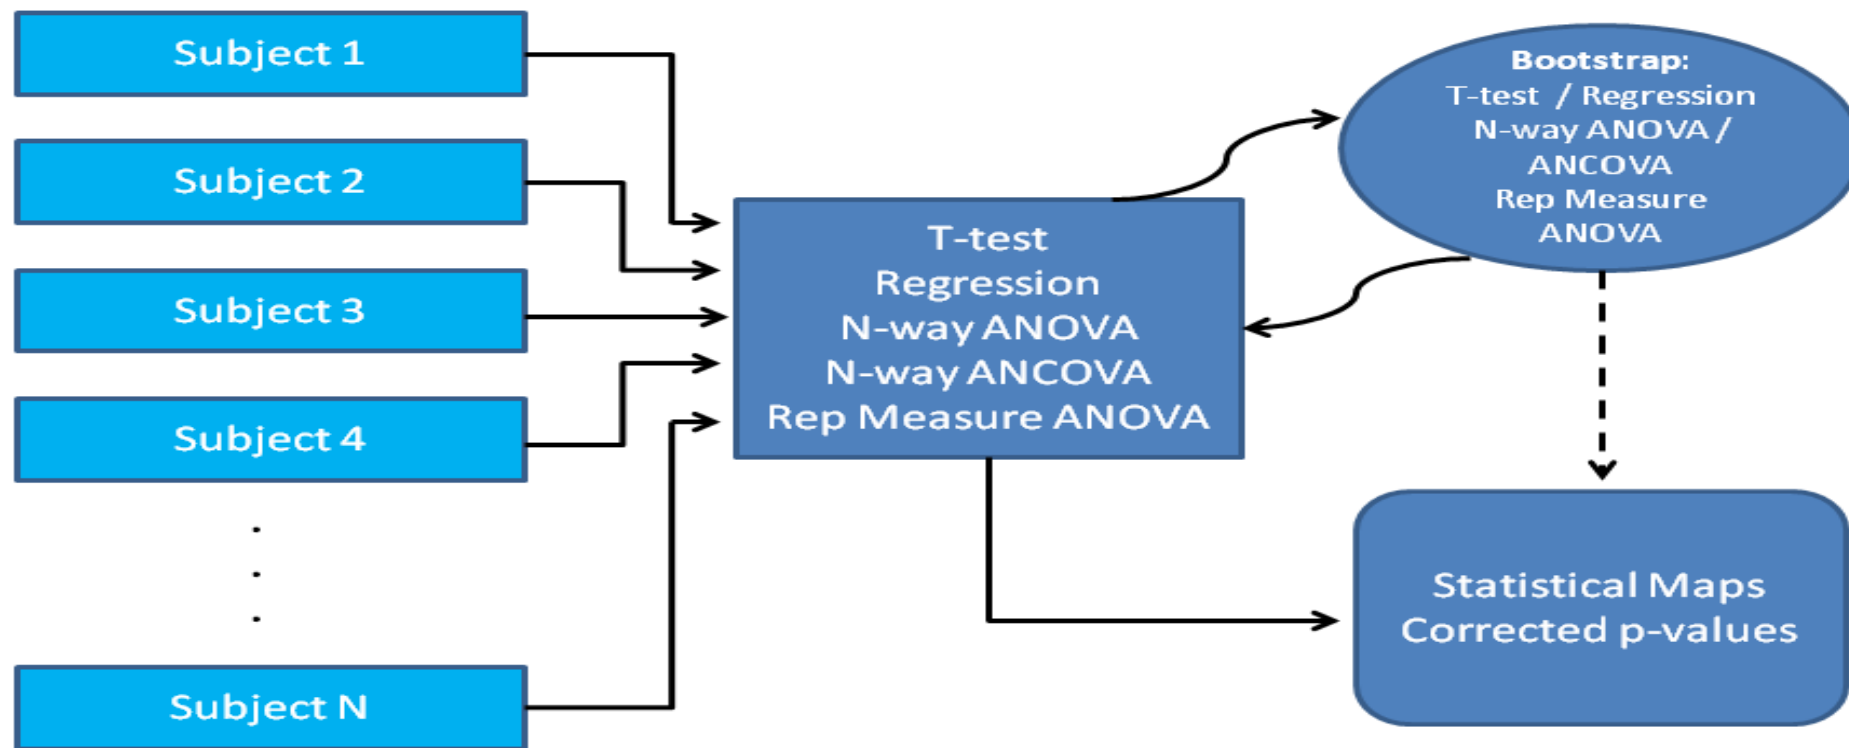 Subject 1
Subject 2
Subject 3
Subject 4
.
.
.
Subject N
T-test
Regression
N-way ANOVA
N-way ANCOVA
Rep Measure ANOVA
Bootstrap:
T-test / Regression
N-way ANOVA /
ANCOVA
Rep Measure
ANOVA
Statistical Maps
Corrected p-values